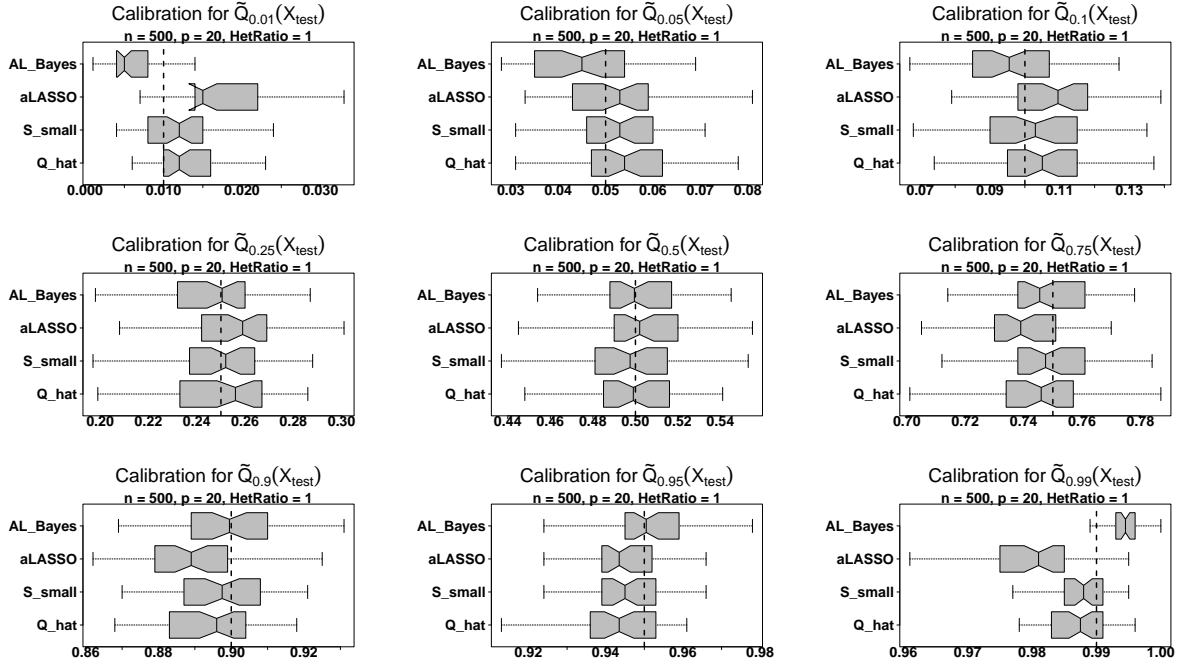 Calibration for Q̃0.01(Xtest)
n = 500, p = 20, HetRatio = 1
AL_Bayes
aLASSO
S_small
Q_hat
0.000 0.010 0.020 0.030
Calibration for Q̃0.05(Xtest)
n = 500, p = 20, HetRatio = 1
AL_Bayes
aLASSO
S_small
Q_hat
0.03 0.04 0.05 0.06 0.07 0.08
Calibration for Q̃0.1(Xtest)
n = 500, p = 20, HetRatio = 1
AL_Bayes
aLASSO
S_small
Q_hat
0.07 0.09 0.11 0.13
Calibration for Q̃0.25(Xtest)
n = 500, p = 20, HetRatio = 1
AL_Bayes
aLASSO
S_small
Q_hat
0.20 0.22 0.24 0.26 0.28 0.30
Calibration for Q̃0.5(Xtest)
n = 500, p = 20, HetRatio = 1
AL_Bayes
aLASSO
S_small
Q_hat
0.44 0.46 0.48 0.50 0.52 0.54
Calibration for Q̃0.75(Xtest)
n = 500, p = 20, HetRatio = 1
AL_Bayes
aLASSO
S_small
Q_hat
0.70 0.72 0.74 0.76 0.78
Calibration for Q̃0.9(Xtest)
n = 500, p = 20, HetRatio = 1
AL_Bayes
aLASSO
S_small
Q_hat
0.86 0.88 0.90 0.92
Calibration for Q̃0.95(Xtest)
n = 500, p = 20, HetRatio = 1
AL_Bayes
aLASSO
S_small
Q_hat
0.92 0.94 0.96 0.98
Calibration for Q̃0.99(Xtest)
n = 500, p = 20, HetRatio = 1
AL_Bayes
aLASSO
S_small
Q_hat
0.96 0.97 0.98 0.99 1.00